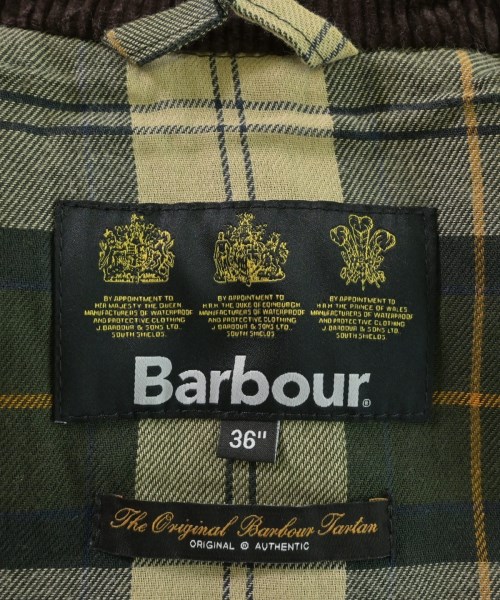 BY APPOINTMENT TO
HER MAJESTY THE QUEEN
MANUFACTURERS OF WATERPROOF
AND PROTECTIVE CLOTHING
J. BARBOUR & SONS LTD.
SOUTH SHIELDS
BY APPOINTMENT TO
H.R.H. THE DUKE OF EDINBURGH
MANUFACTURERS OF WATERPROOF
AND PROTECTIVE CLOTHING
J. BARBOUR & SONS LTD.
SOUTH SHIELDS
BY APPOINTMENT TO
H.R.H. THE PRINCE OF WALES
MANUFACTURERS OF WATERPROOF
AND PROTECTIVE CLOTHING
J. BARBOUR & SONS LTD.
SOUTH SHIELDS
Barbour®
36"
The Original Barbour Tartan
ORIGINAL ® AUTHENTIC